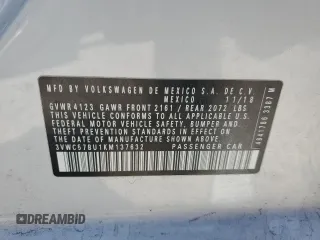 MFD BY VOLKSWAGEN DE MEXICO S.A. DE C.V
MEXICO 11/18
GVWR 4123 GAWR FRONT 2161 / REAR 2072 LBS
THIS VEHICLE CONFORMS TO ALL APPLICABLE U.S.
FEDERAL MOTOR VEHICLE SAFETY, BUMPER AND
THEFT PREVENTION STANDARDS IN EFFECT ON THE
DATE OF MANUFACTURE SHOWN ABOVE.
3VWC57BU1KM137632 PASSENGER CAR
© DREAMBID
dreambid.com